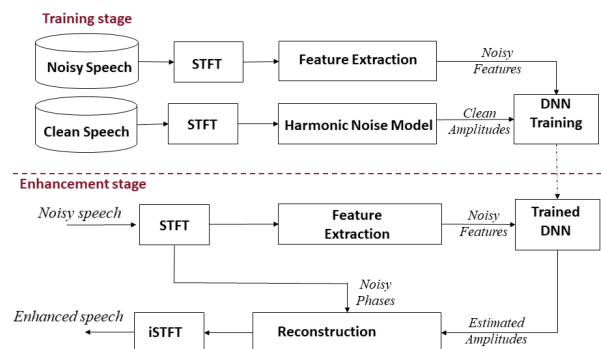 Training stage
Noisy Speech
STFT
Feature Extraction
Noisy
Features
Clean Speech
STFT
Harmonic Noise Model
Clean
Amplitudes
DNN
Training
Enhancement stage
Noisy speech
STFT
Feature
Extraction
Noisy
Features
Trained
DNN
Noisy
Phases
Enhanced speech
iSTFT
Reconstruction
Estimated
Amplitudes